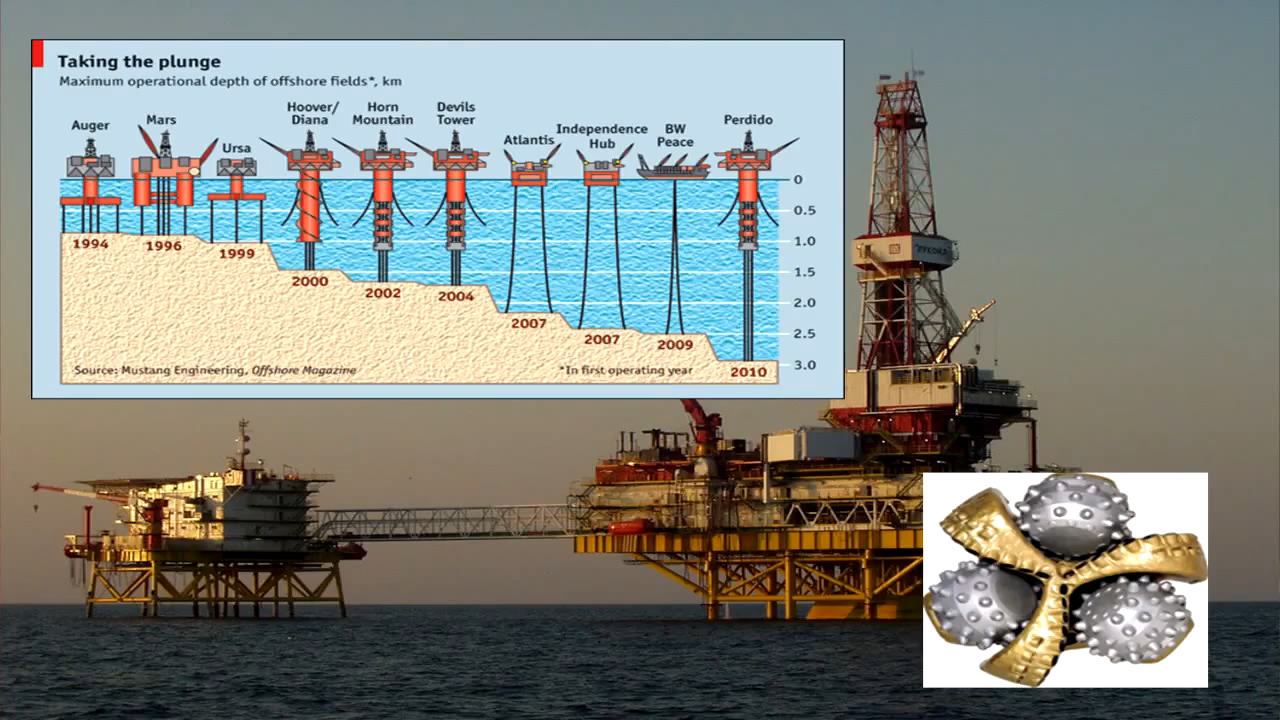 Taking the plunge
Maximum operational depth of offshore fields*, km
Auger
Mars
Ursa
Hoover/
Diana
Horn
Mountain
Devils
Tower
Atlantis
Independence
Hub
BW
Peace
Perdido
0
0.5
1.0
1.5
2.0
2.5
3.0
1994
1996
1999
2000
2002
2004
2007
2007
2009
2010
Source: Mustang Engineering, Offshore Magazine
*In first operating year